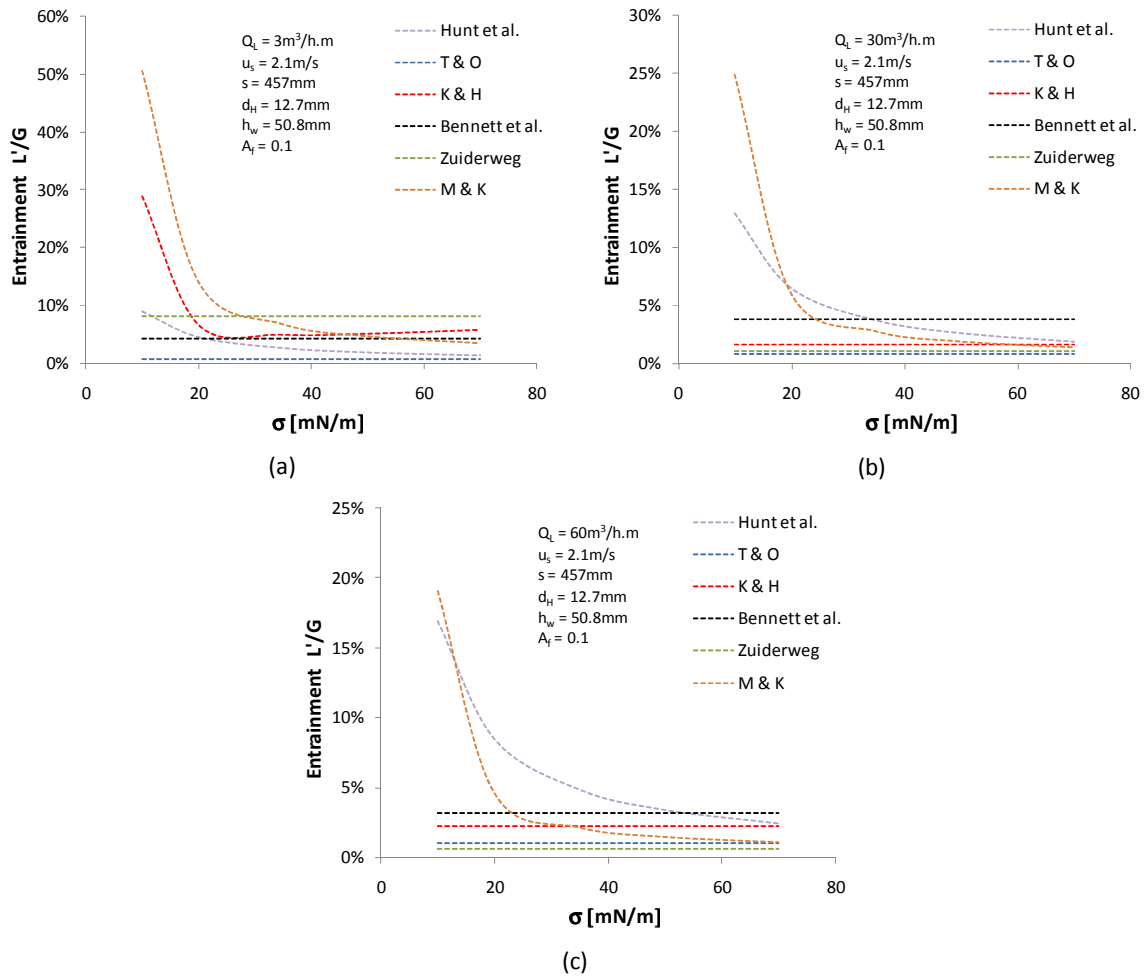 (a)
Entrainment L'/G
60%
50%
40%
30%
20%
10%
0%
0
20
40
60
80
σ [mN/m]
Q_L = 3m³/h.m
u_s = 2.1m/s
s = 457mm
d_H = 12.7mm
h_w = 50.8mm
A_f = 0.1
Hunt et al.
T & O
K & H
Bennett et al.
Zuiderweg
M & K
(b)
Entrainment L'/G
30%
25%
20%
15%
10%
5%
0%
0
20
40
60
80
σ [mN/m]
Q_L = 30m³/h.m
u_s = 2.1m/s
s = 457mm
d_H = 12.7mm
h_w = 50.8mm
A_f = 0.1
Hunt et al.
T & O
K & H
Bennett et al.
Zuiderweg
M & K
Entrainment L'/G
25%
20%
15%
10%
5%
0%
0
20
40
60
80
σ [mN/m]
Q_L = 60m³/h.m
u_s = 2.1m/s
s = 457mm
d_H = 12.7mm
h_w = 50.8mm
A_f = 0.1
Hunt et al.
T & O
K & H
Bennett et al.
Zuiderweg
M & K
(c)